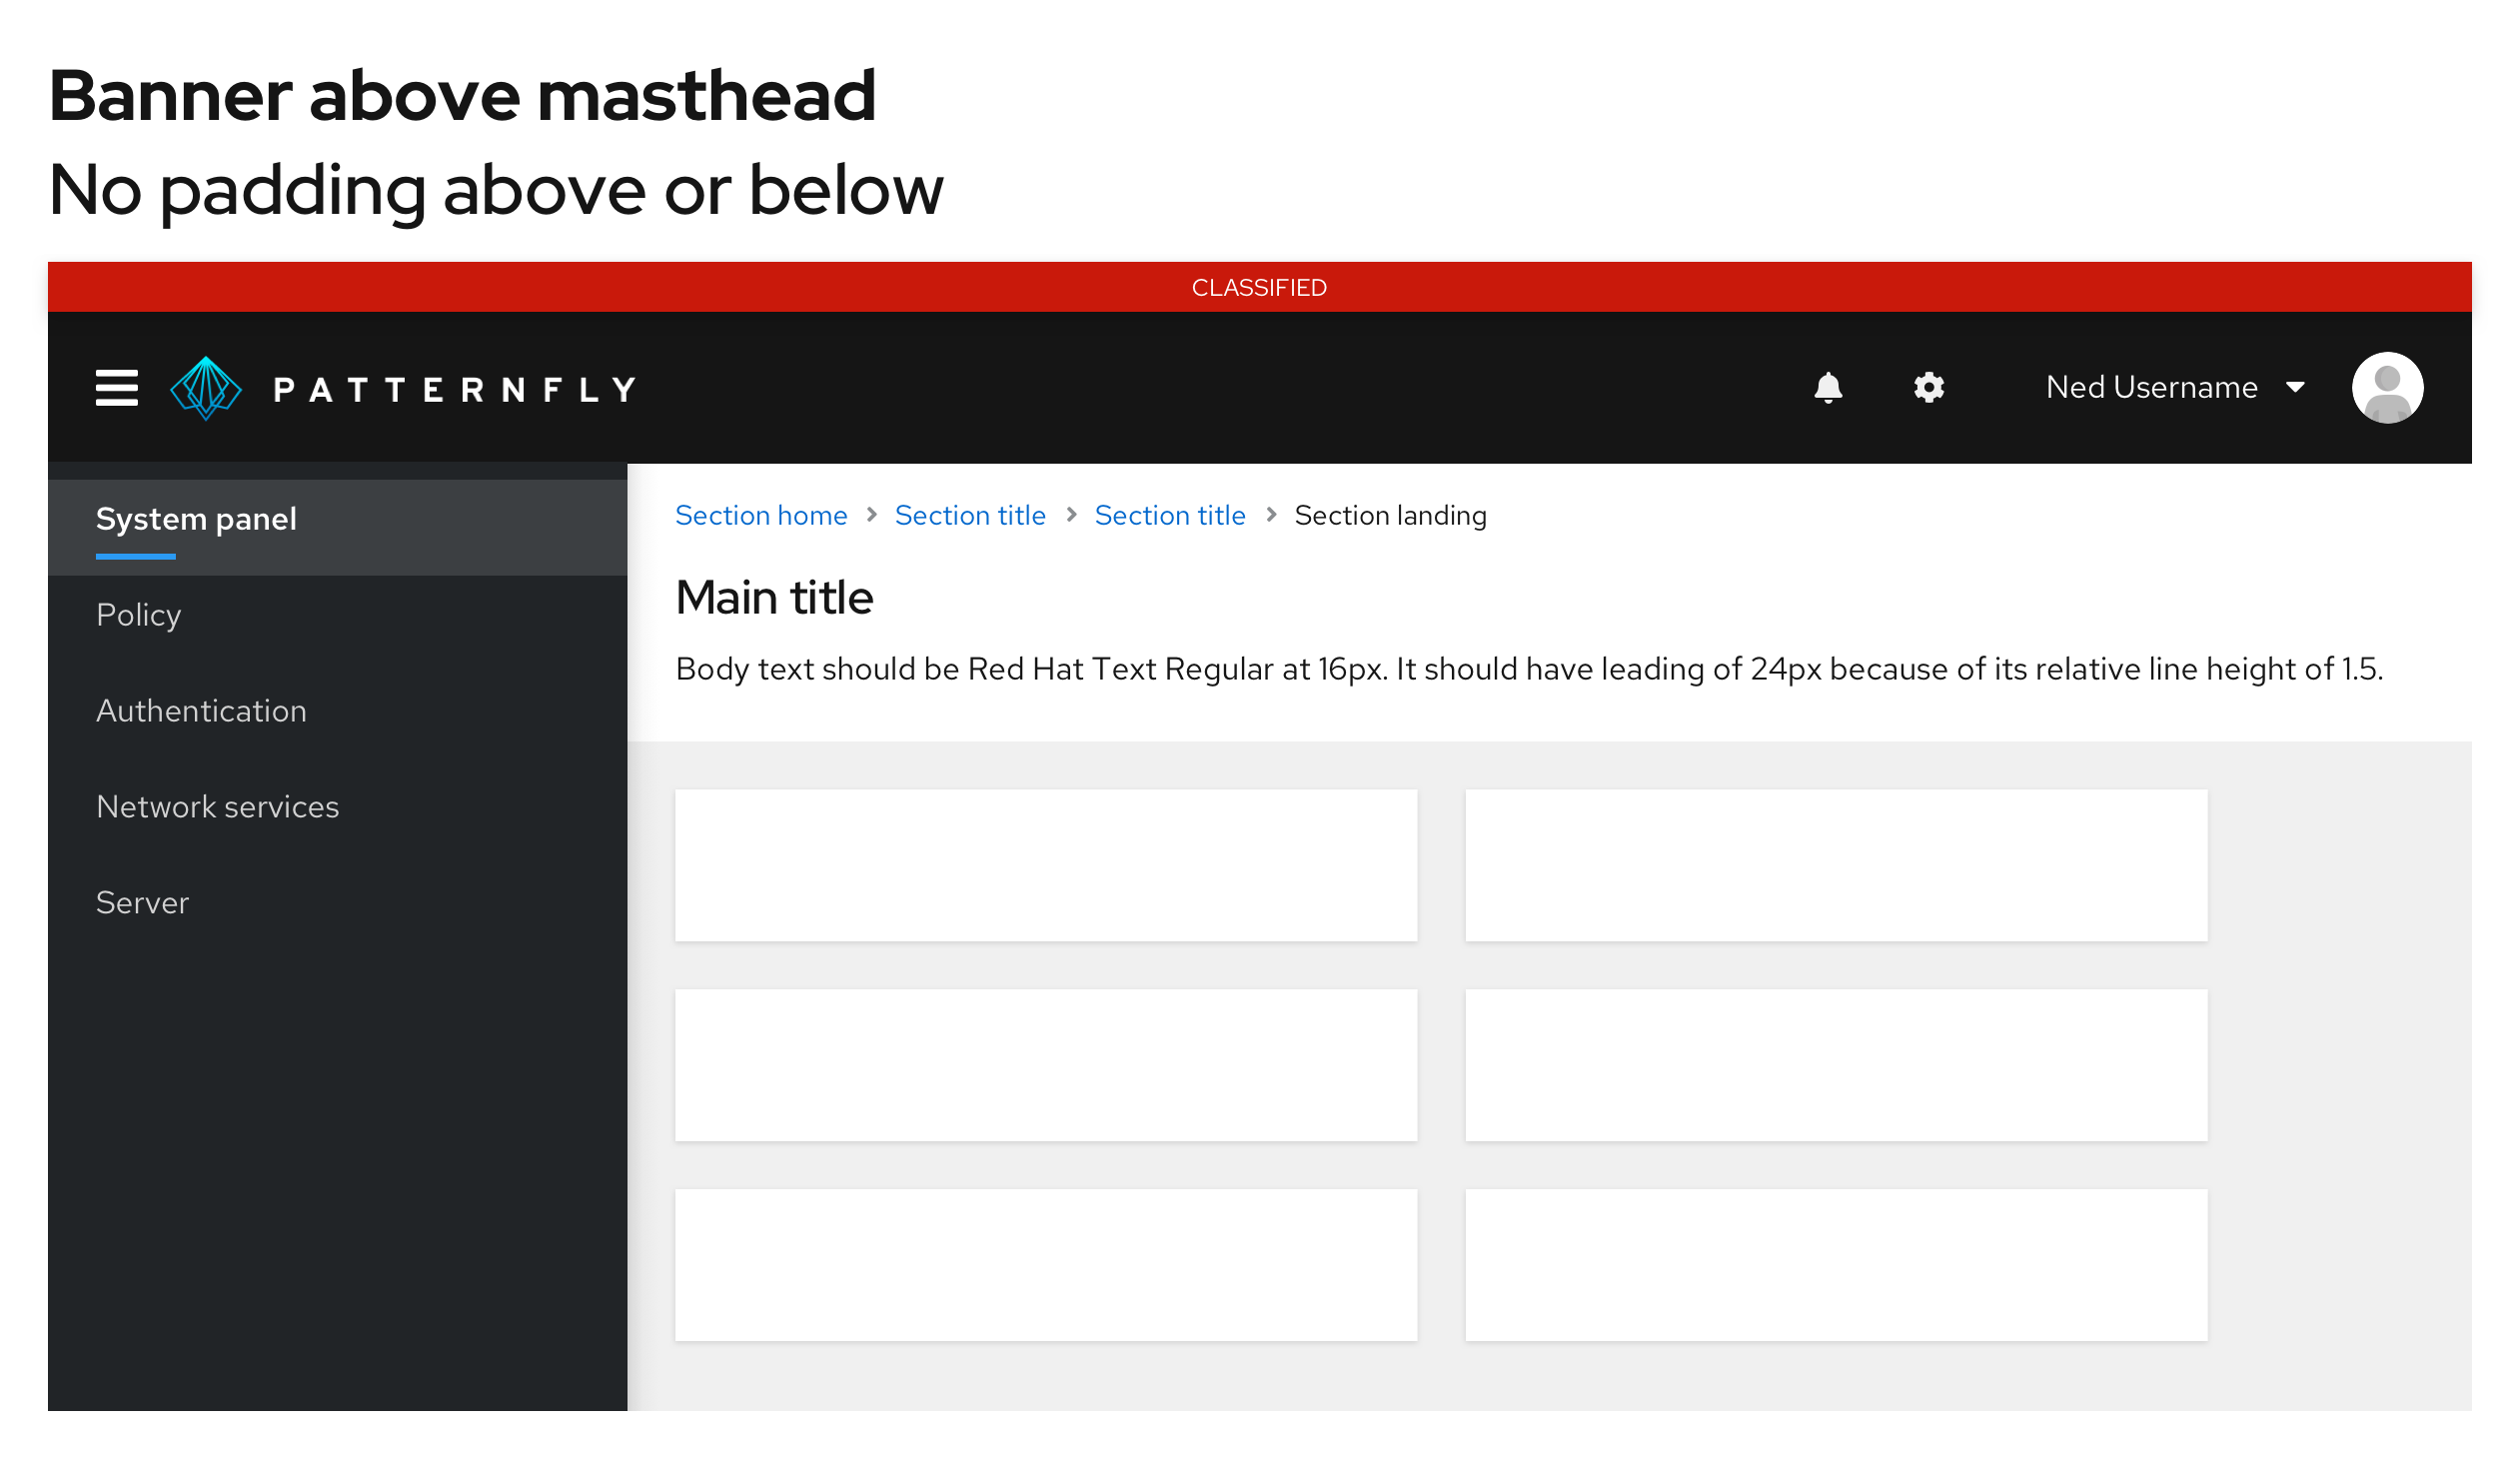 Banner above masthead
No padding above or below
CLASSIFIED
PATTERNFLY
Ned Username
System panel
Policy
Authentication
Network services
Server
Section home > Section title > Section title > Section landing
Main title
Body text should be Red Hat Text Regular at 16px. It should have leading of 24px because of its relative line height of 1.5.